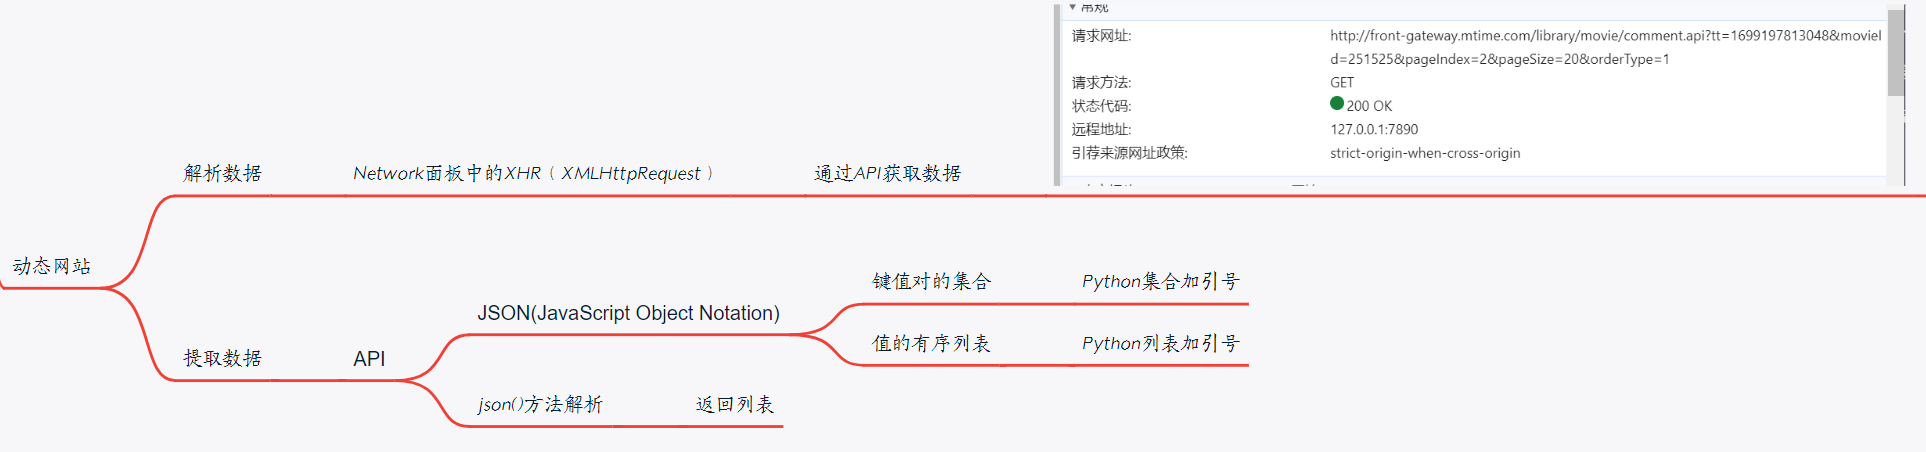 常规
请求网址:
http://front-gateway.mtime.com/library/movie/comment.api?tt=1699197813048&movieI
d=251525&pageIndex=2&pageSize=20&orderType=1
请求方法:
GET
状态代码:
200 OK
远程地址:
127.0.0.1:7890
引荐来源网址政策:
strict-origin-when-cross-origin
解析数据
Network面板中的XHR（XMLHttpRequest）
通过API获取数据
动态网站
键值对的集合
Python集合加引号
JSON(JavaScript Object Notation)
值的有序列表
Python列表加引号
提取数据
API
json()方法解析
返回列表